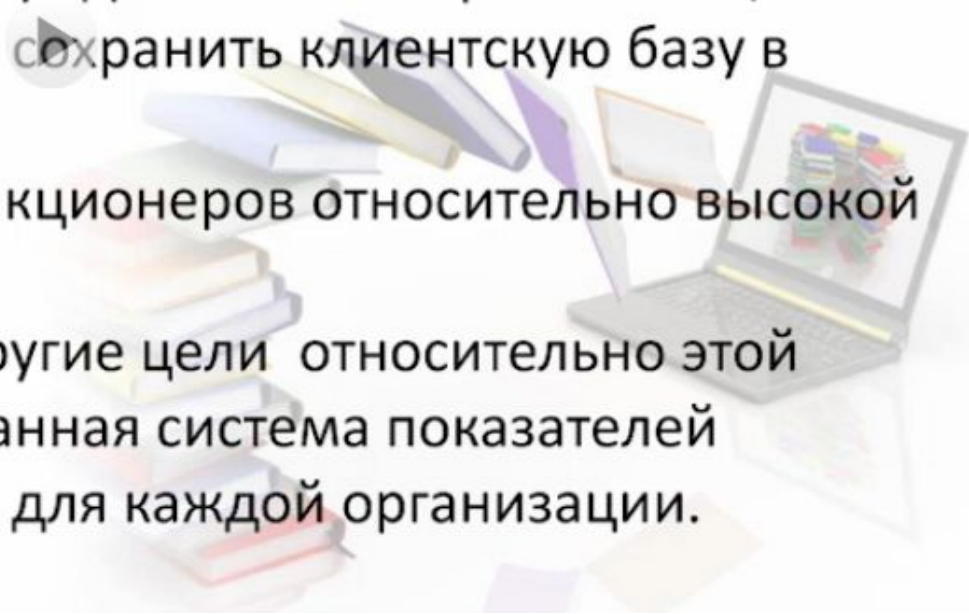 сохранить клиентскую базу в
кционеров относительно высокой
ругие цели относительно этой
анная система показателей
для каждой организации.